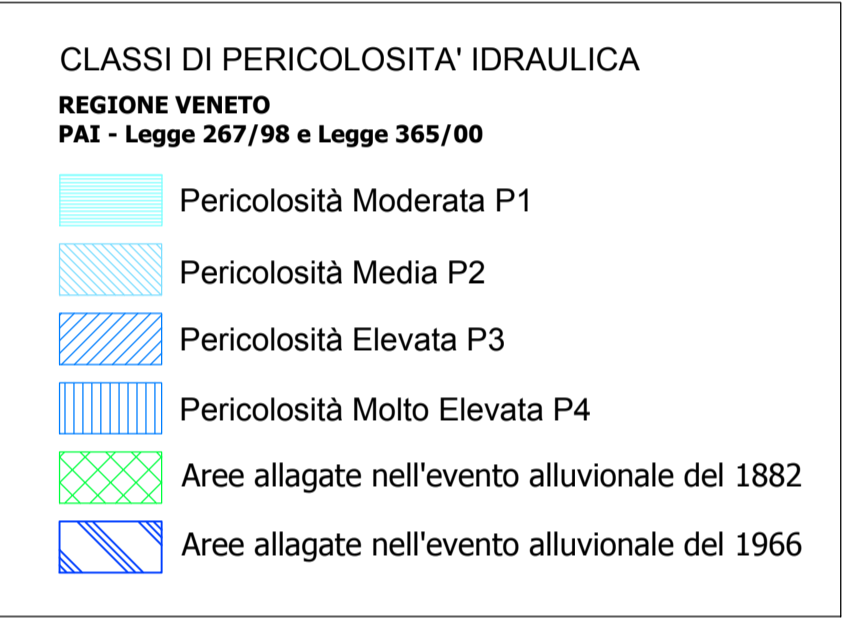 CLASSI DI PERICOLOSITA' IDRAULICA
REGIONE VENETO
PAI - Legge 267/98 e Legge 365/00
Pericolosità Moderata P1
Pericolosità Media P2
Pericolosità Elevata P3
Pericolosità Molto Elevata P4
Aree allagate nell'evento alluvionale del 1882
Aree allagate nell'evento alluvionale del 1966